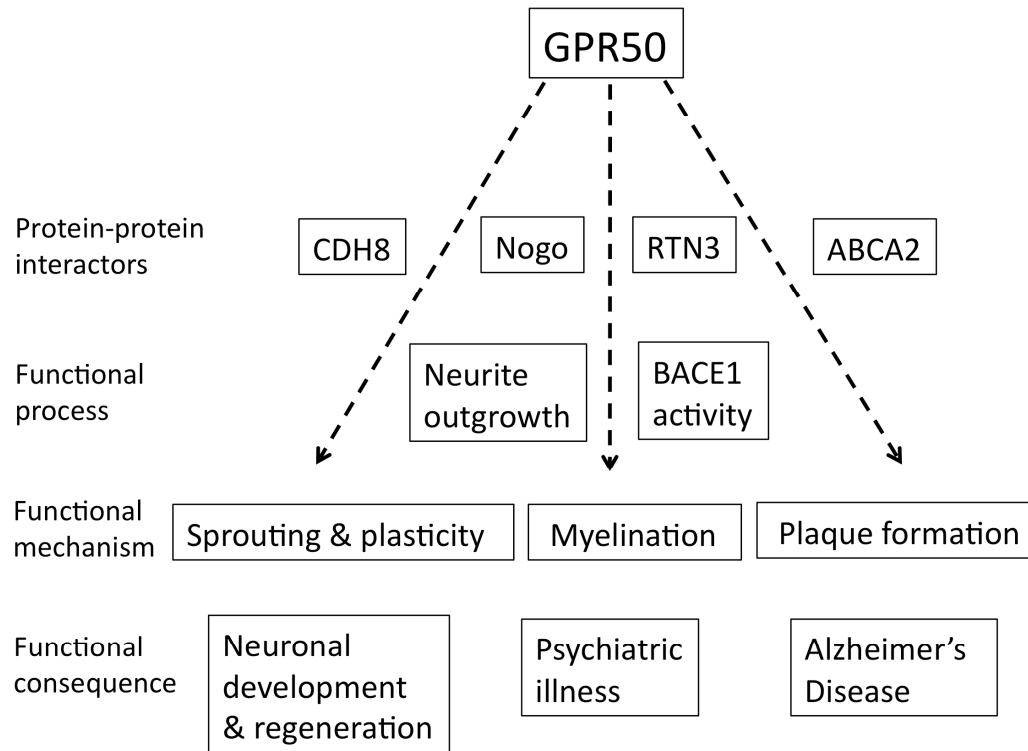 GPR50
Protein-protein
interactors
CDH8
Nogo
RTN3
ABCA2
Functional
process
Neurite
outgrowth
BACE1
activity
Functional
mechanism
Sprouting & plasticity
Myelination
Plaque formation
Functional
consequence
Neuronal
development
& regeneration
Psychiatric
illness
Alzheimer’s
Disease